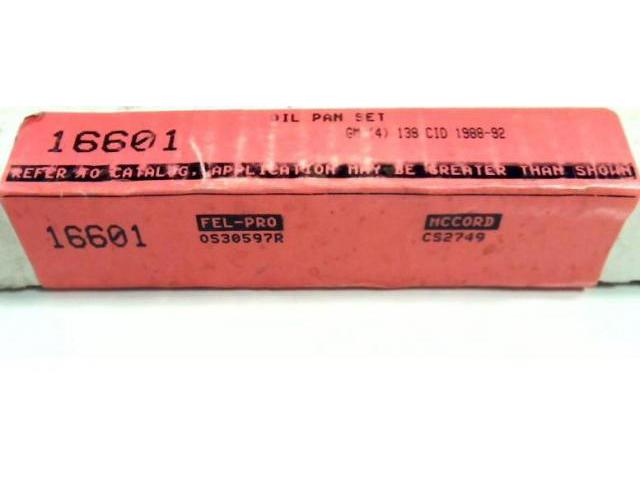 OIL PAN SET
16601 GM (4) 138 CID 1988-92
REFER TO CATALOG, APPLICATION MAY BE GREATER THAN SHOWN
16601 FEL-PRO MCCORD
OS30597R CS2749